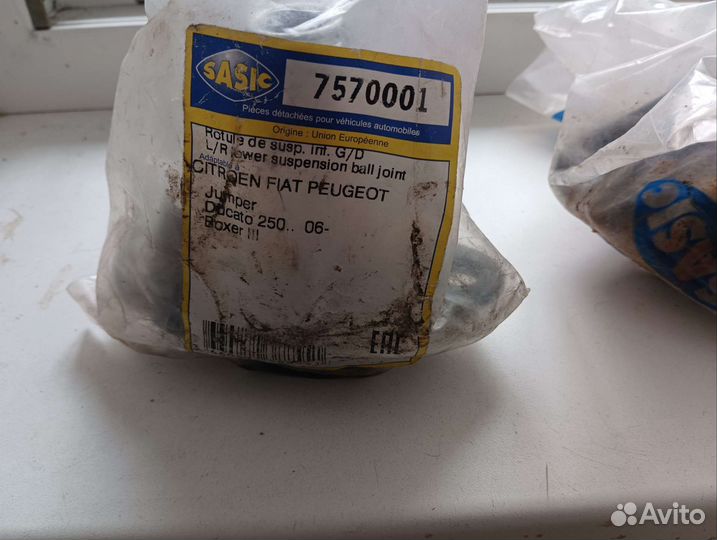 SASIC
7570001
Pièces détachées pour véhicules automobiles
Origine : Union Européenne
Rotule de susp. inf. G/D
L/R lower suspension ball joint
Adaptable à
CITROEN FIAT PEUGEOT
Jumper
Ducato 250.. 06-
Boxer III
EAC
SASIC
Avito